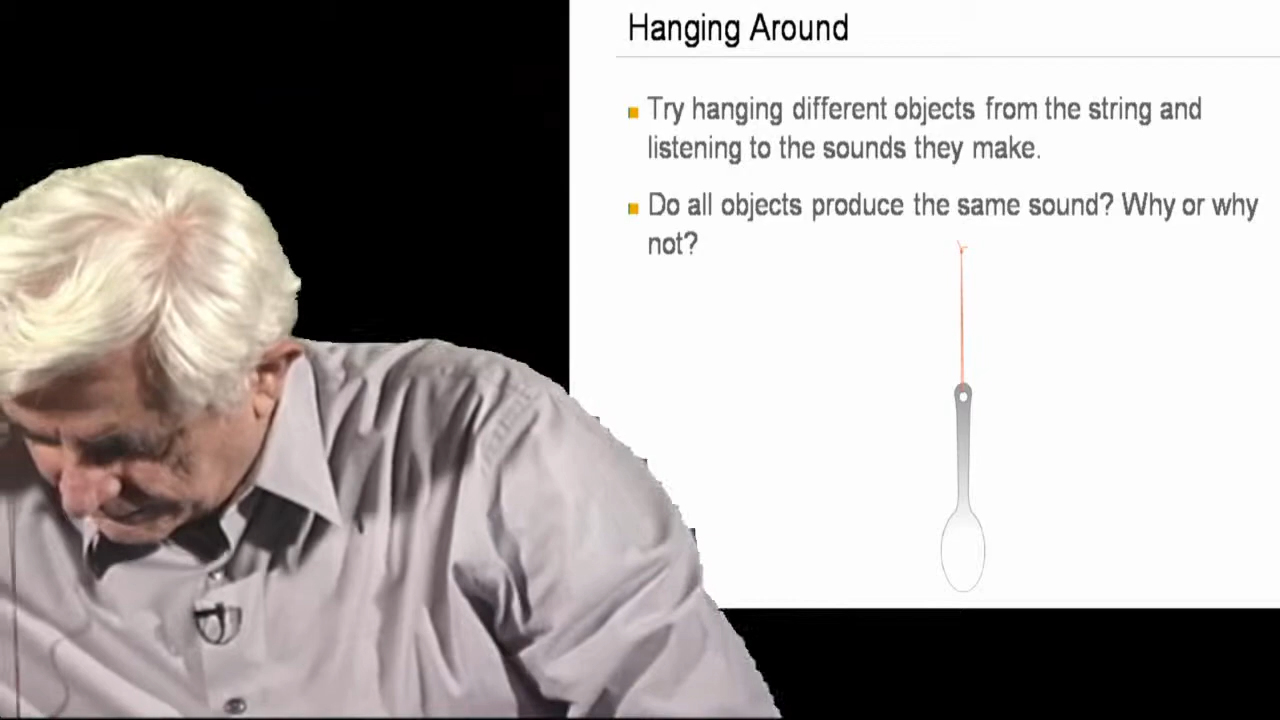 Hanging Around
Try hanging different objects from the string and
listening to the sounds they make.
Do all objects produce the same sound? Why or why
not?